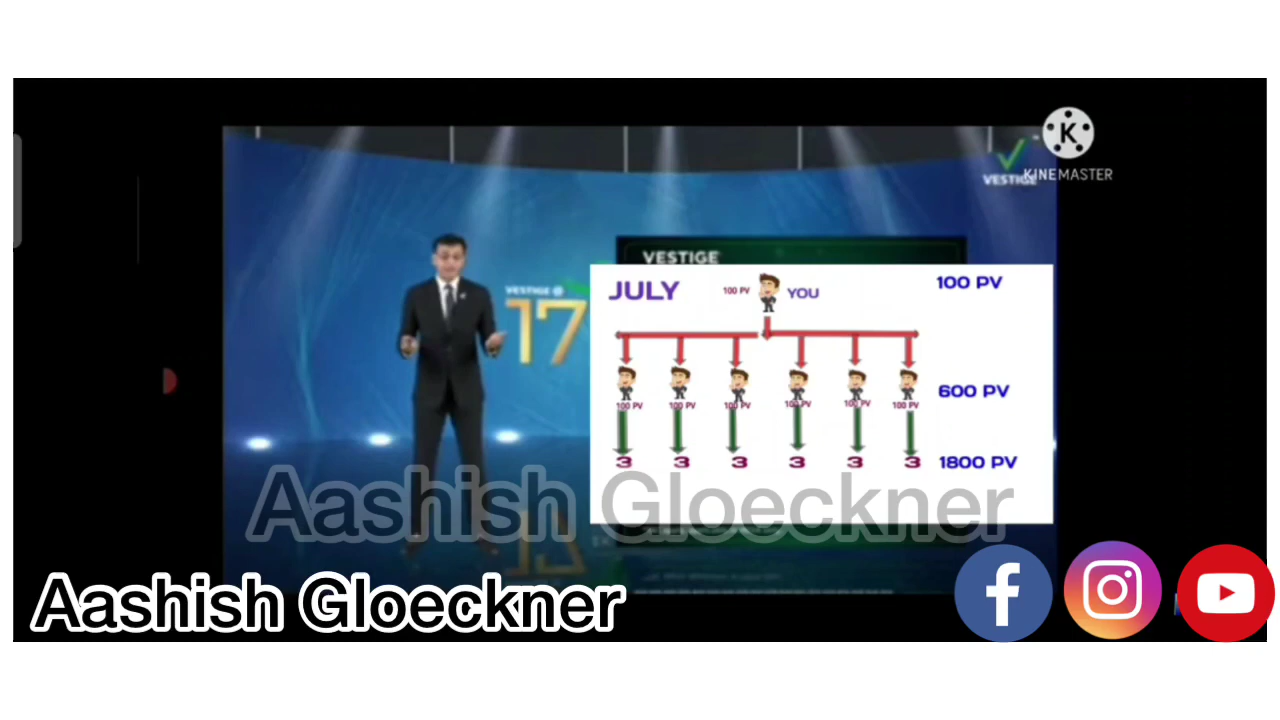 KINEMASTER
VESTIGE
VESTIGE
VESTIGE @
17
JULY
100 PV
YOU
100 PV
100 PV
100 PV
100 PV
100 PV
100 PV
100 PV
600 PV
3
3
3
3
3
3
1800 PV
Aashish Gloeckner
Aashish Gloeckner